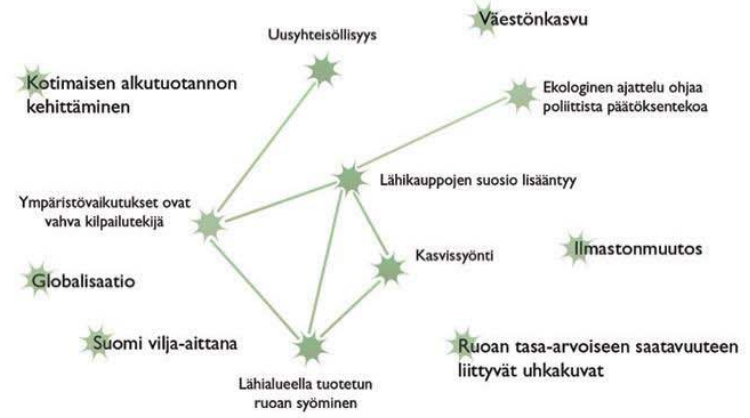 Väestönkasvu
Uusyhteisöllisyys
Kotimaisen alkutuotannon
kehittäminen
Ekologinen ajattelu ohjaa
poliittista päätöksentekoa
Lähikauppojen suosio lisääntyy
Ympäristövaikutukset ovat
vahva kilpailutekijä
Ilmastonmuutos
Kasvissyönti
Globalisaatio
Suomi vilja-aittana
Ruoan tasa-arvoiseen saatavuuteen
liittyvät uhkakuvat
Lähialueella tuotetun
ruoan syöminen